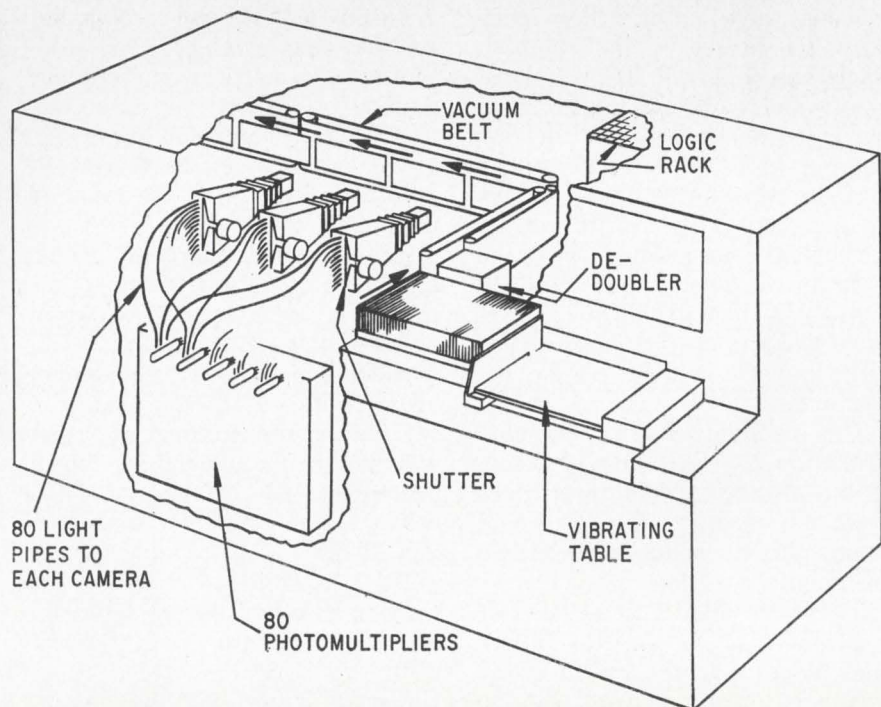 VACUUM
BELT
LOGIC
RACK
DE-
DOUBLER
SHUTTER
80 LIGHT
PIPES TO
EACH CAMERA
VIBRATING
TABLE
80
PHOTOMULTIPLIERS